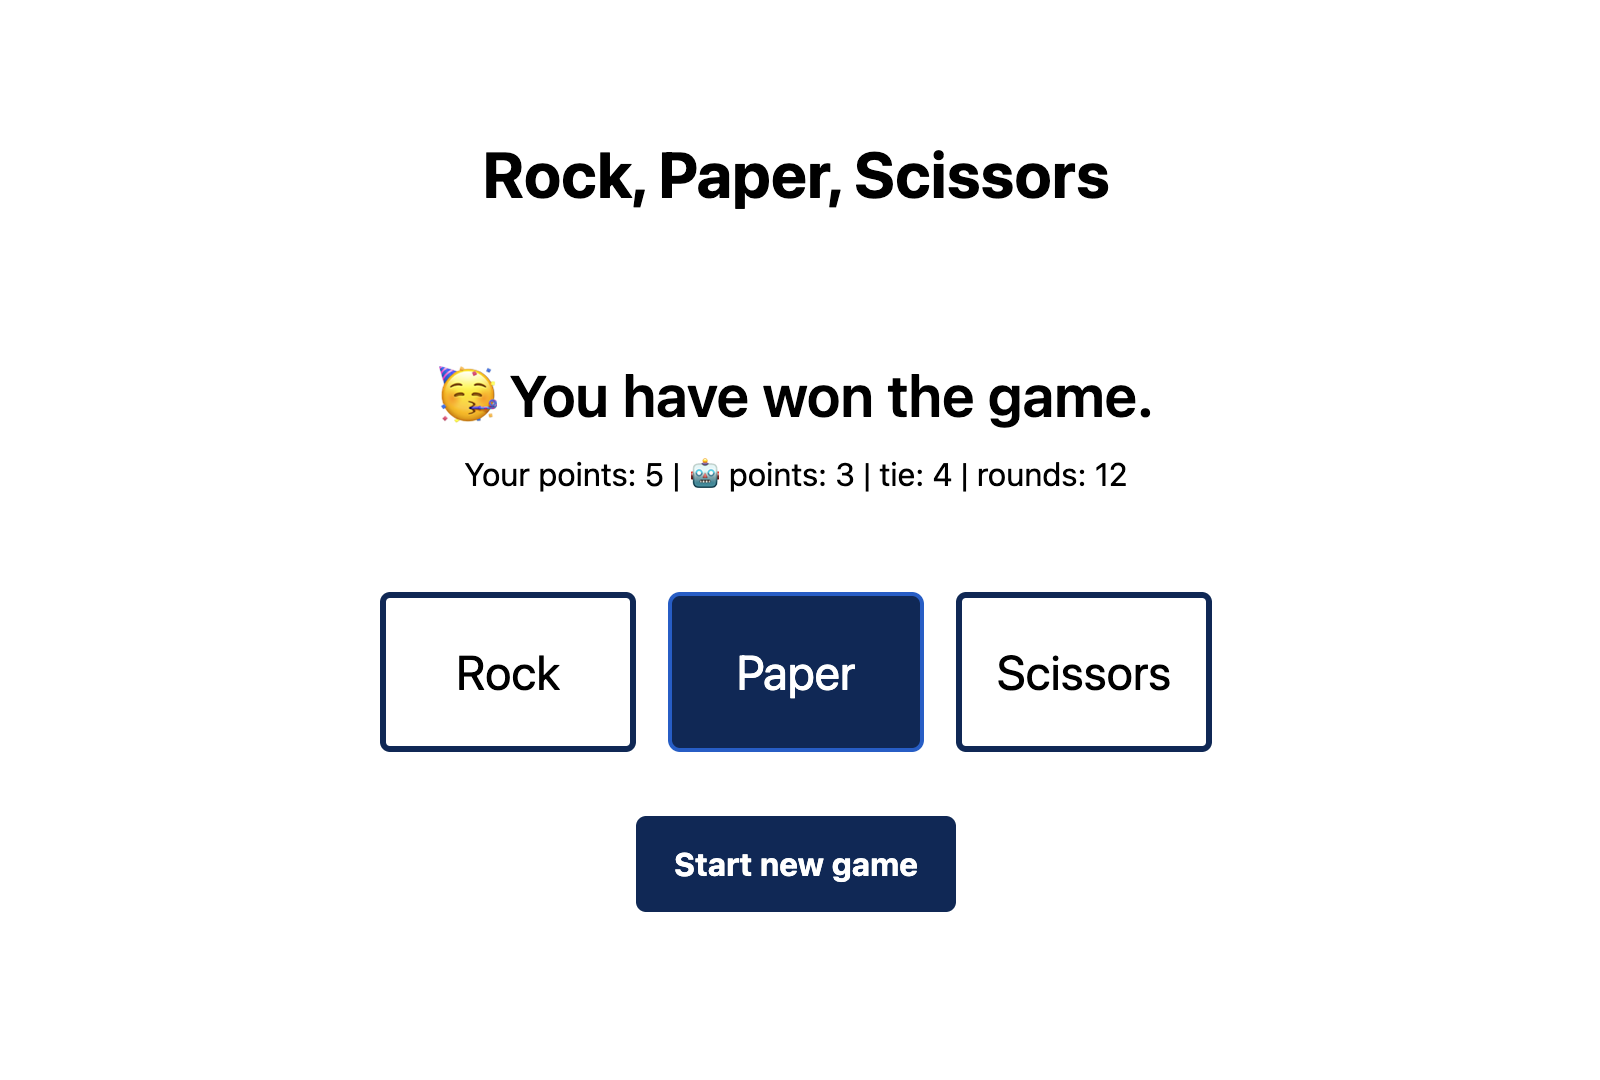 Rock, Paper, Scissors
🥳 You have won the game.
Your points: 5 | 🤖 points: 3 | tie: 4 | rounds: 12
Rock
Paper
Scissors
Start new game